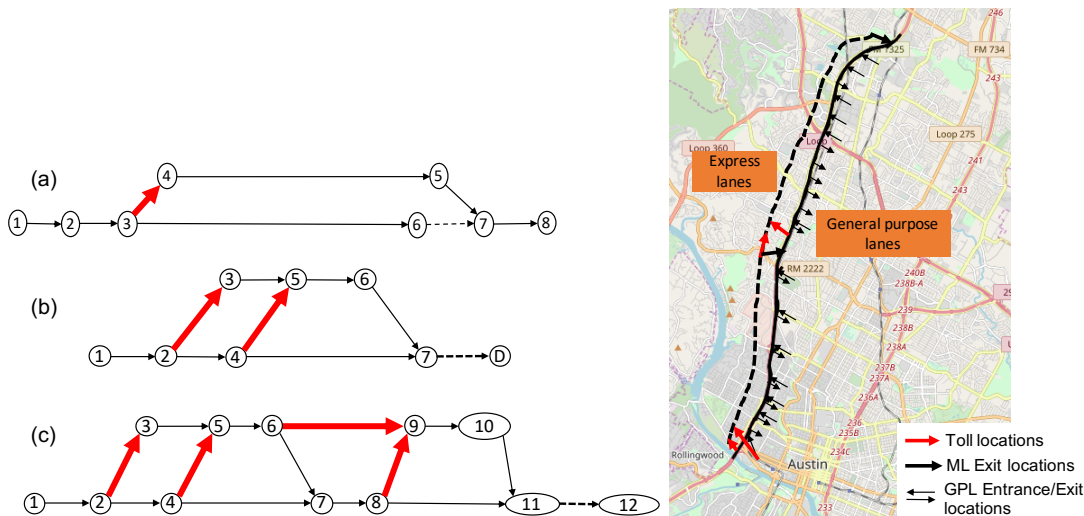 (a)
4
5
1
2
3
6
7
8
(b)
3
5
6
1
2
4
7
D
(c)
3
5
6
9
10
1
2
4
7
8
11
12
FM 1325
FM 734
243
246
Loop 360
Loop
Loop 275
241
243
Express
lanes
General purpose
lanes
RM 2222
240B
238B-A
29
239
238B
238A
237B
237A
236A
236
235B
234C
Rollingwood
Austin
233
Toll locations
ML Exit locations
GPL Entrance/Exit
locations